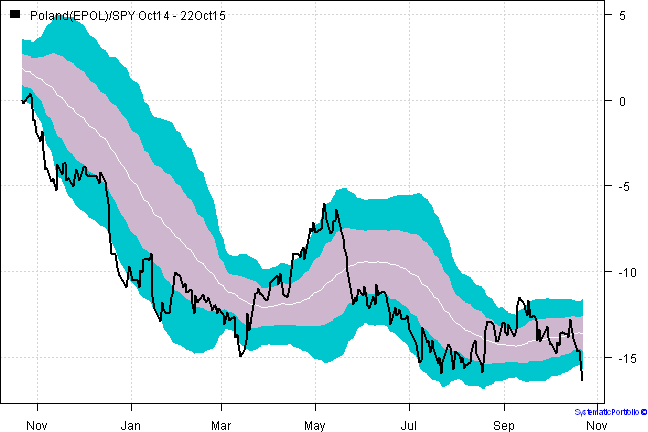 Poland(EPOL)/SPY Oct14 - 22Oct15
5
0
-5
-10
-15
Nov Jan Mar May Jul Sep Nov
SystematicPortfolio ©